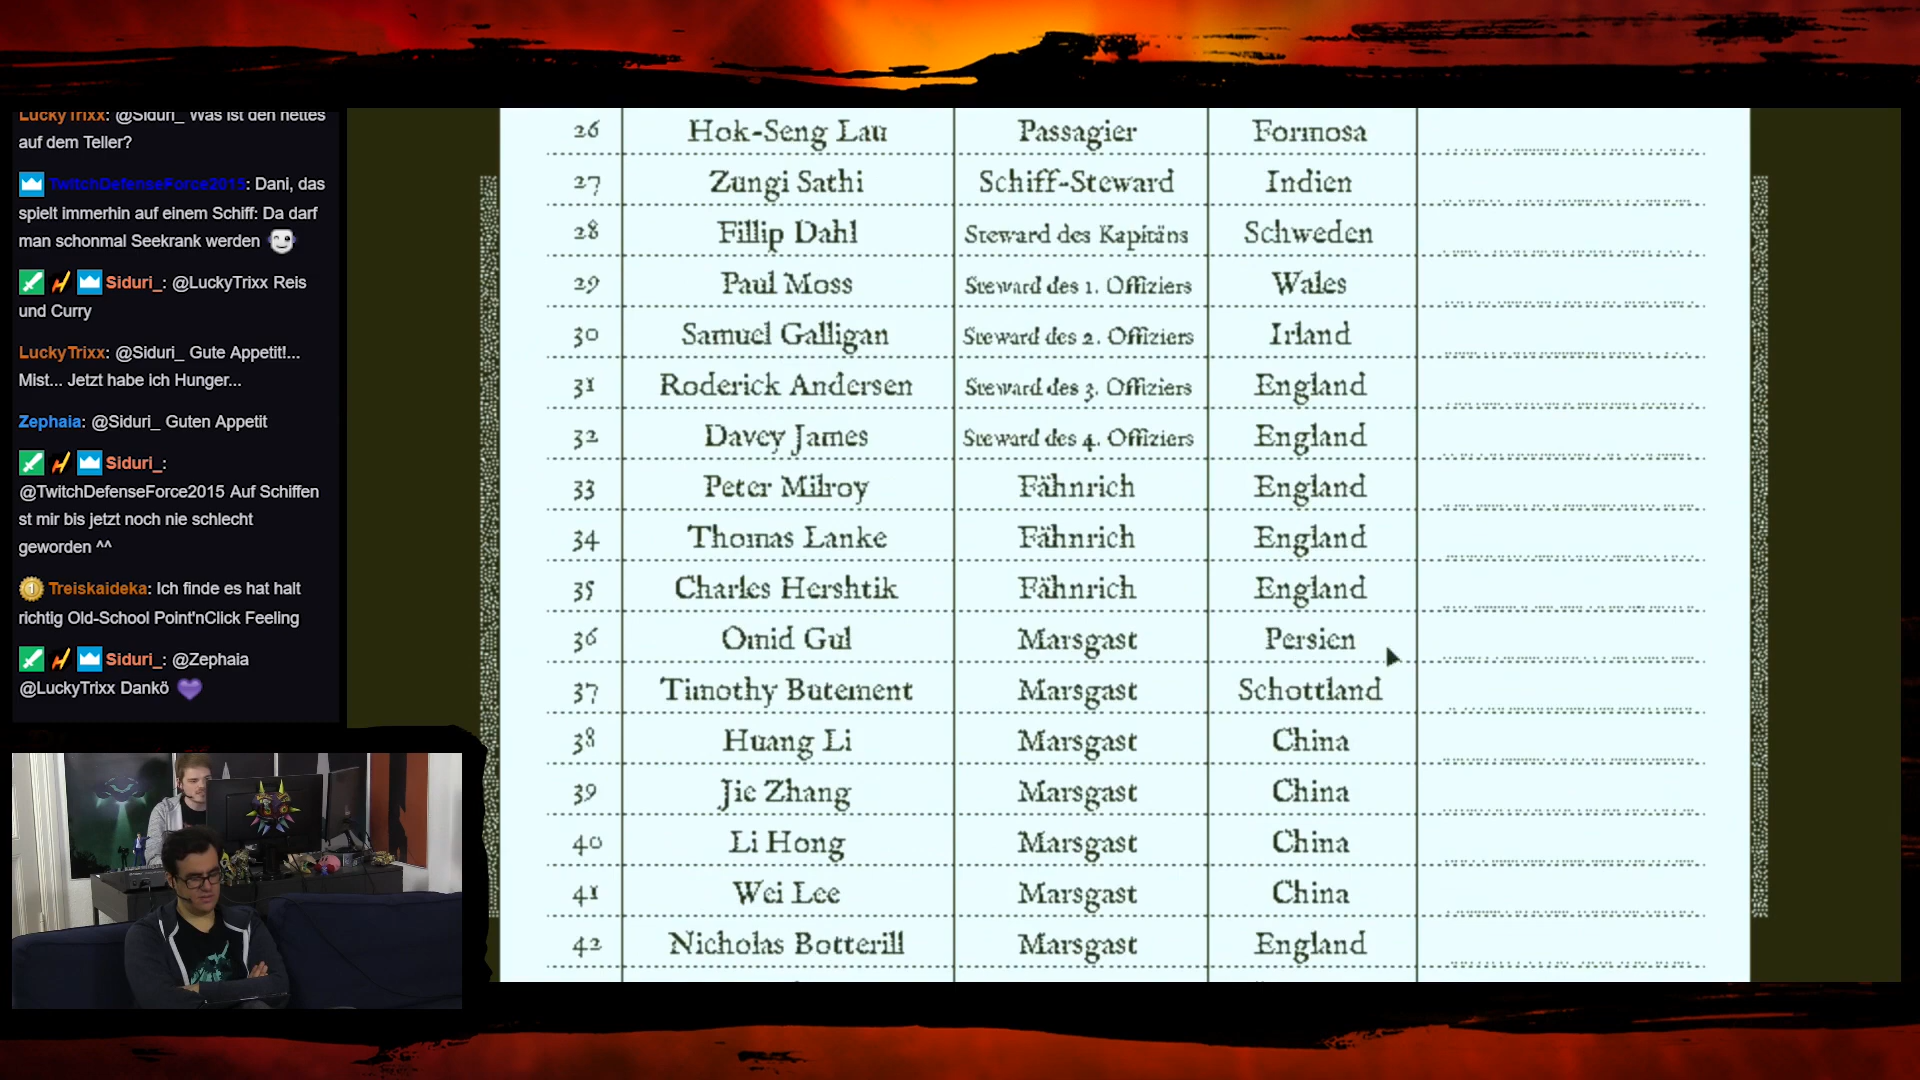 LuckyTrixx: @Siduri_ Was ist den nettes
auf dem Teller?
TwitchDefenseForce2015: Dani, das
spielt immerhin auf einem Schiff: Da darf
man schonmal Seekrank werden
Siduri_: @LuckyTrixx Reis
und Curry
LuckyTrixx: @Siduri_ Gute Appetit!...
Mist... Jetzt habe ich Hunger...
Zephaia: @Siduri_ Guten Appetit
Siduri_:
@TwitchDefenseForce2015 Auf Schiffen
st mir bis jetzt noch nie schlecht
geworden ^^
Treiskaideka: Ich finde es hat halt
richtig Old-School Point'nClick Feeling
Siduri_: @Zephaia
@LuckyTrixx Dankö
26 Hok-Seng Lau Passagier Formosa
27 Zungi Sathi Schiff-Steward Indien
28 Fillip Dahl Steward des Kapitäns Schweden
29 Paul Moss Steward des 1. Offiziers Wales
30 Samuel Galligan Steward des 2. Offiziers Irland
31 Roderick Andersen Steward des 3. Offiziers England
32 Davey James Steward des 4. Offiziers England
33 Peter Milroy Fähnrich England
34 Thomas Lanke Fähnrich England
35 Charles Hershtik Fähnrich England
36 Omid Gul Marsgast Persien
37 Timothy Butement Marsgast Schottland
38 Huang Li Marsgast China
39 Jie Zhang Marsgast China
40 Li Hong Marsgast China
41 Wei Lee Marsgast China
42 Nicholas Botterill Marsgast England